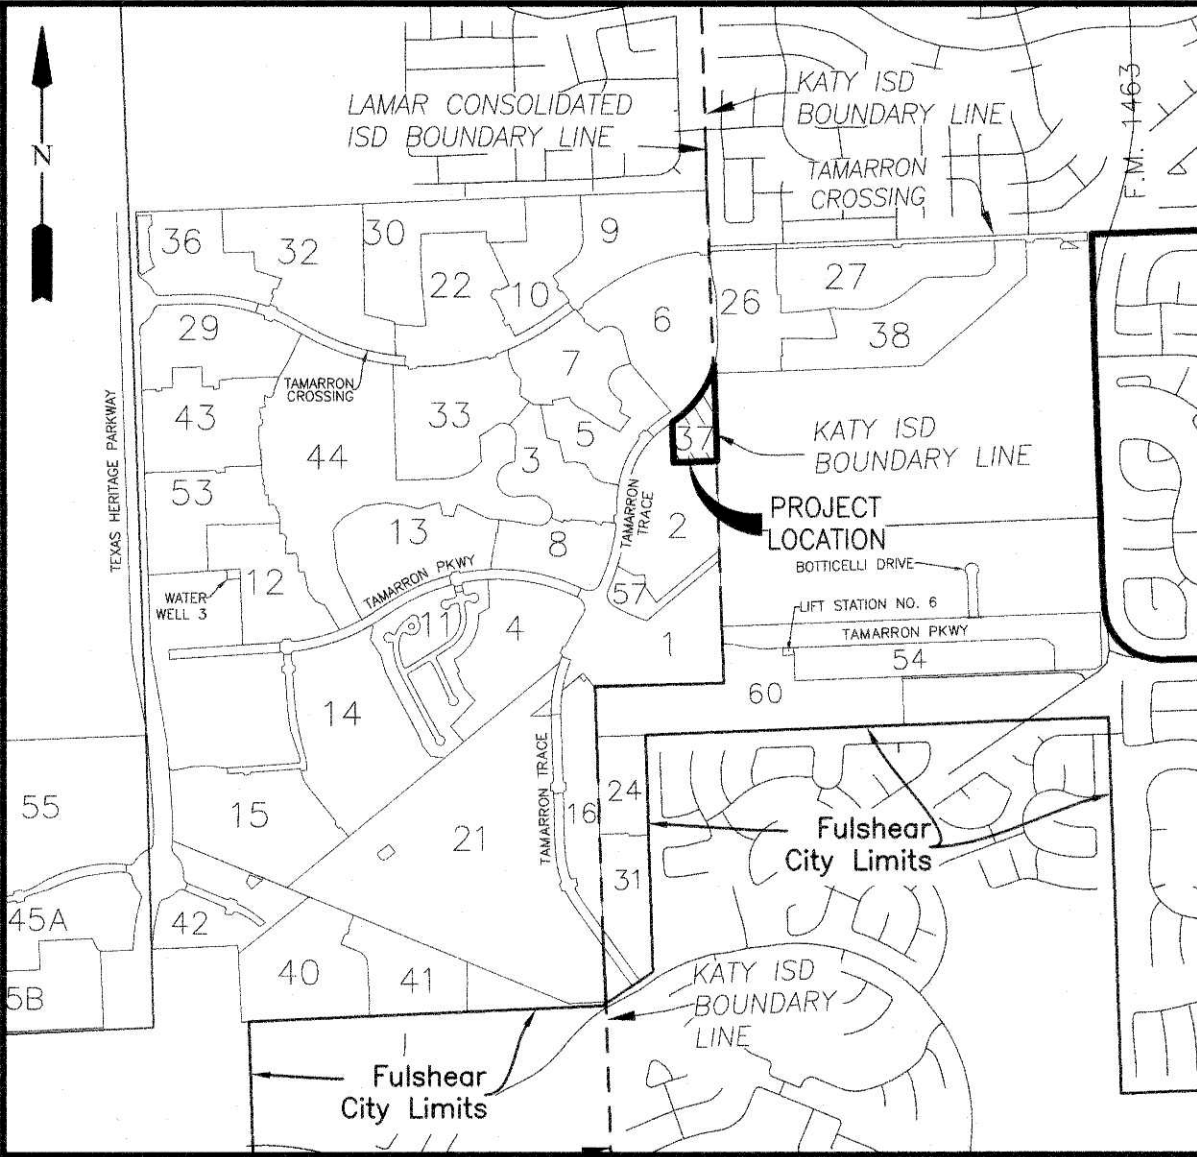 N
LAMAR CONSOLIDATED
ISD BOUNDARY LINE
KATY ISD
BOUNDARY LINE
F.M. 1463
TAMARRON
CROSSING
36
32
30
9
22
10
27
26
6
29
38
7
TAMARRON
CROSSING
TEXAS HERITAGE PARKWAY
43
33
44
5
3
37
KATY ISD
BOUNDARY LINE
53
TAMARRON
TRACE
PROJECT
LOCATION
13
8
2
BOTTICELLI DRIVE
WATER
WELL 3
12
TAMARRON PKWY
57
11
4
LIFT STATION NO. 6
TAMARRON PKWY
1
54
60
14
TAMARRON TRACE
55
15
21
16
24
Fulshear
City Limits
31
45A
42
40
41
5B
KATY ISD
BOUNDARY
LINE
Fulshear
City Limits